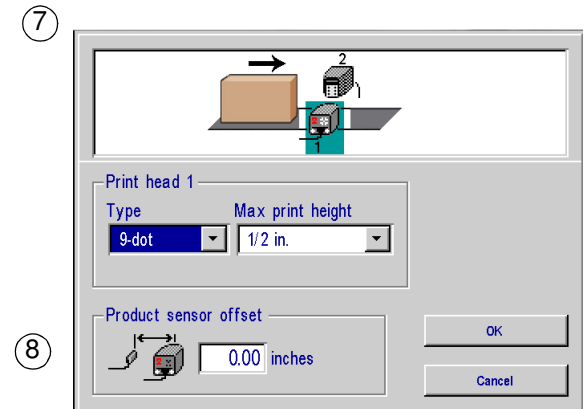 7
2
1
Print head 1
Type Max print height
9-dot 1/2 in.
Product sensor offset
8
0.00 inches
OK
Cancel